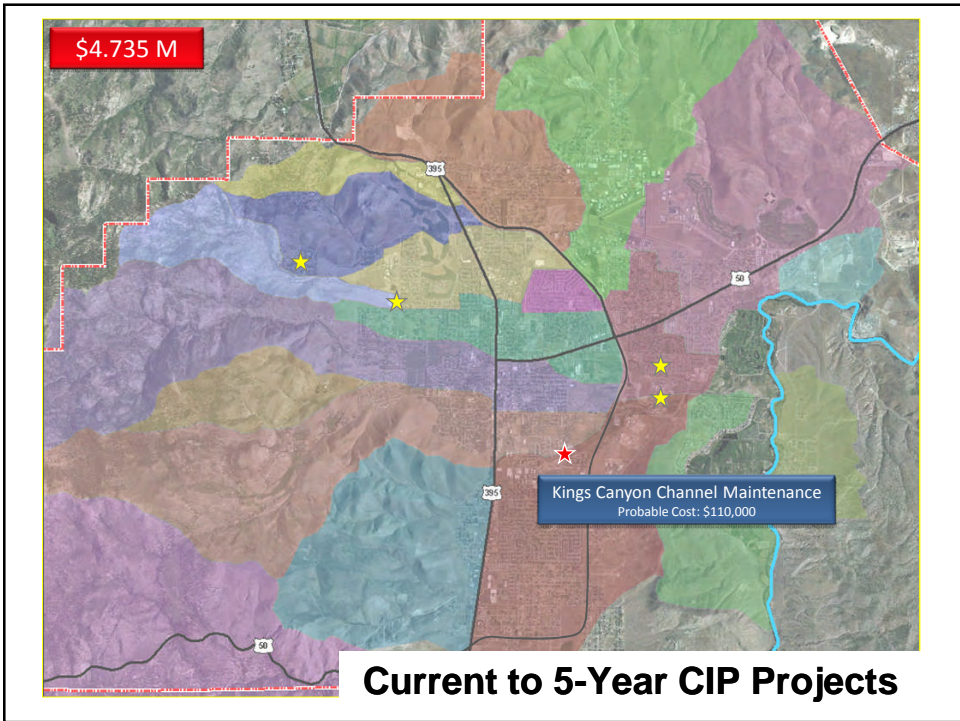 $4.735 M
395
50
Kings Canyon Channel Maintenance
Probable Cost: $110,000
395
50
Current to 5-Year CIP Projects